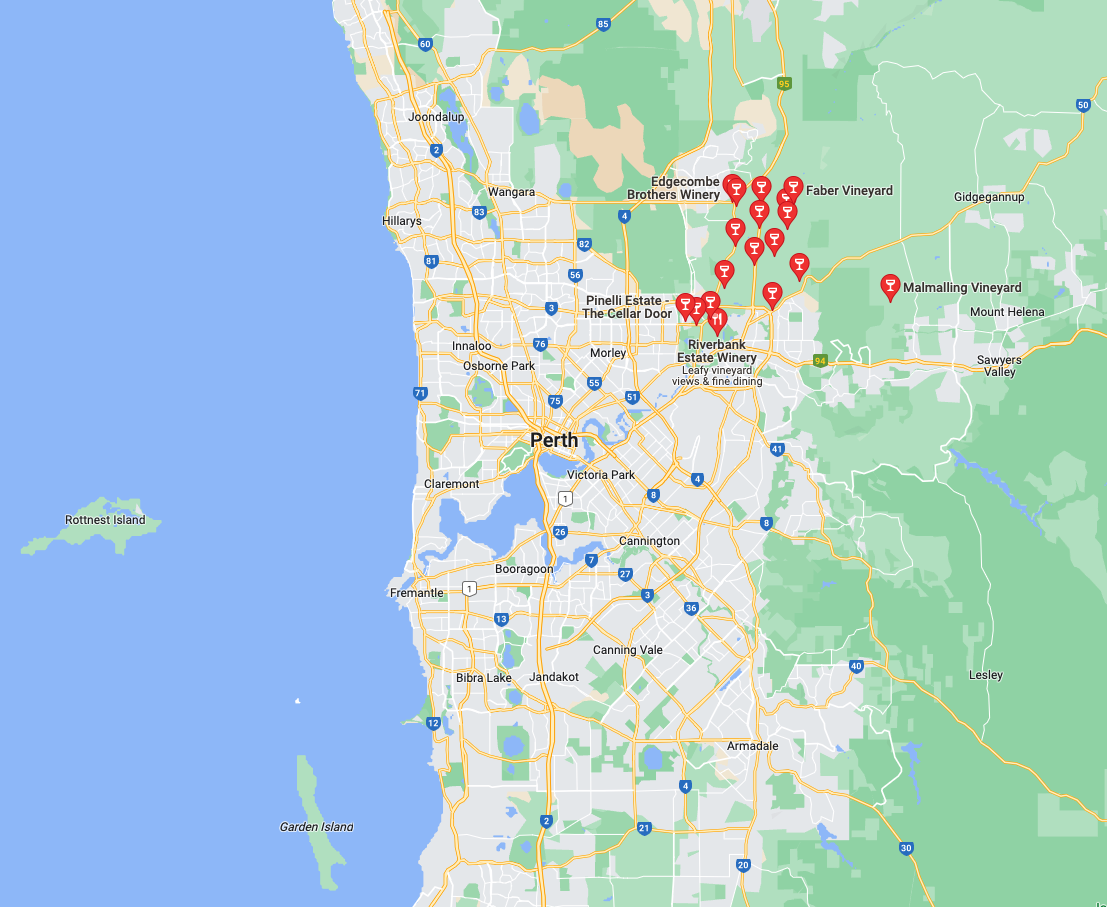 85
60
95
50
Joondalup
2
Edgecombe
Brothers Winery
Faber Vineyard
Wangara
Gidgegannup
83
4
Hillarys
82
81
56
Malmalling Vineyard
Pinelli Estate -
The Cellar Door
3
Mount Helena
Innaloo
76
Morley
Riverbank
Estate Winery
Leafy vineyard
views & fine dining
94
Sawyers
Valley
Osborne Park
55
71
75
51
Perth
41
Victoria Park
4
Claremont
1
8
8
Rottnest Island
26
Cannington
7
Booragoon
27
1
Fremantle
3
36
13
Canning Vale
40
Bibra Lake
Jandakot
Lesley
12
Armadale
4
2
Garden Island
21
30
20